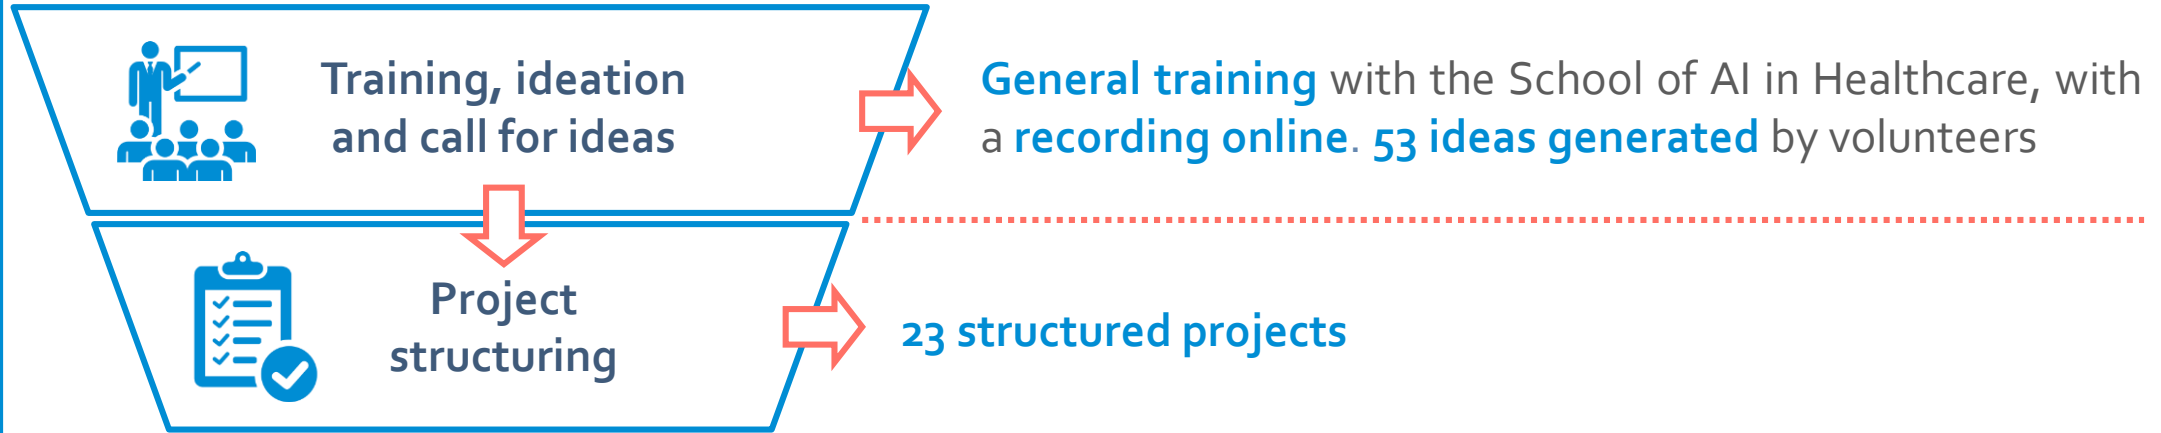 Training, ideation
and call for ideas
General training with the School of AI in Healthcare, with
a recording online. 53 ideas generated by volunteers
Project
structuring
23 structured projects